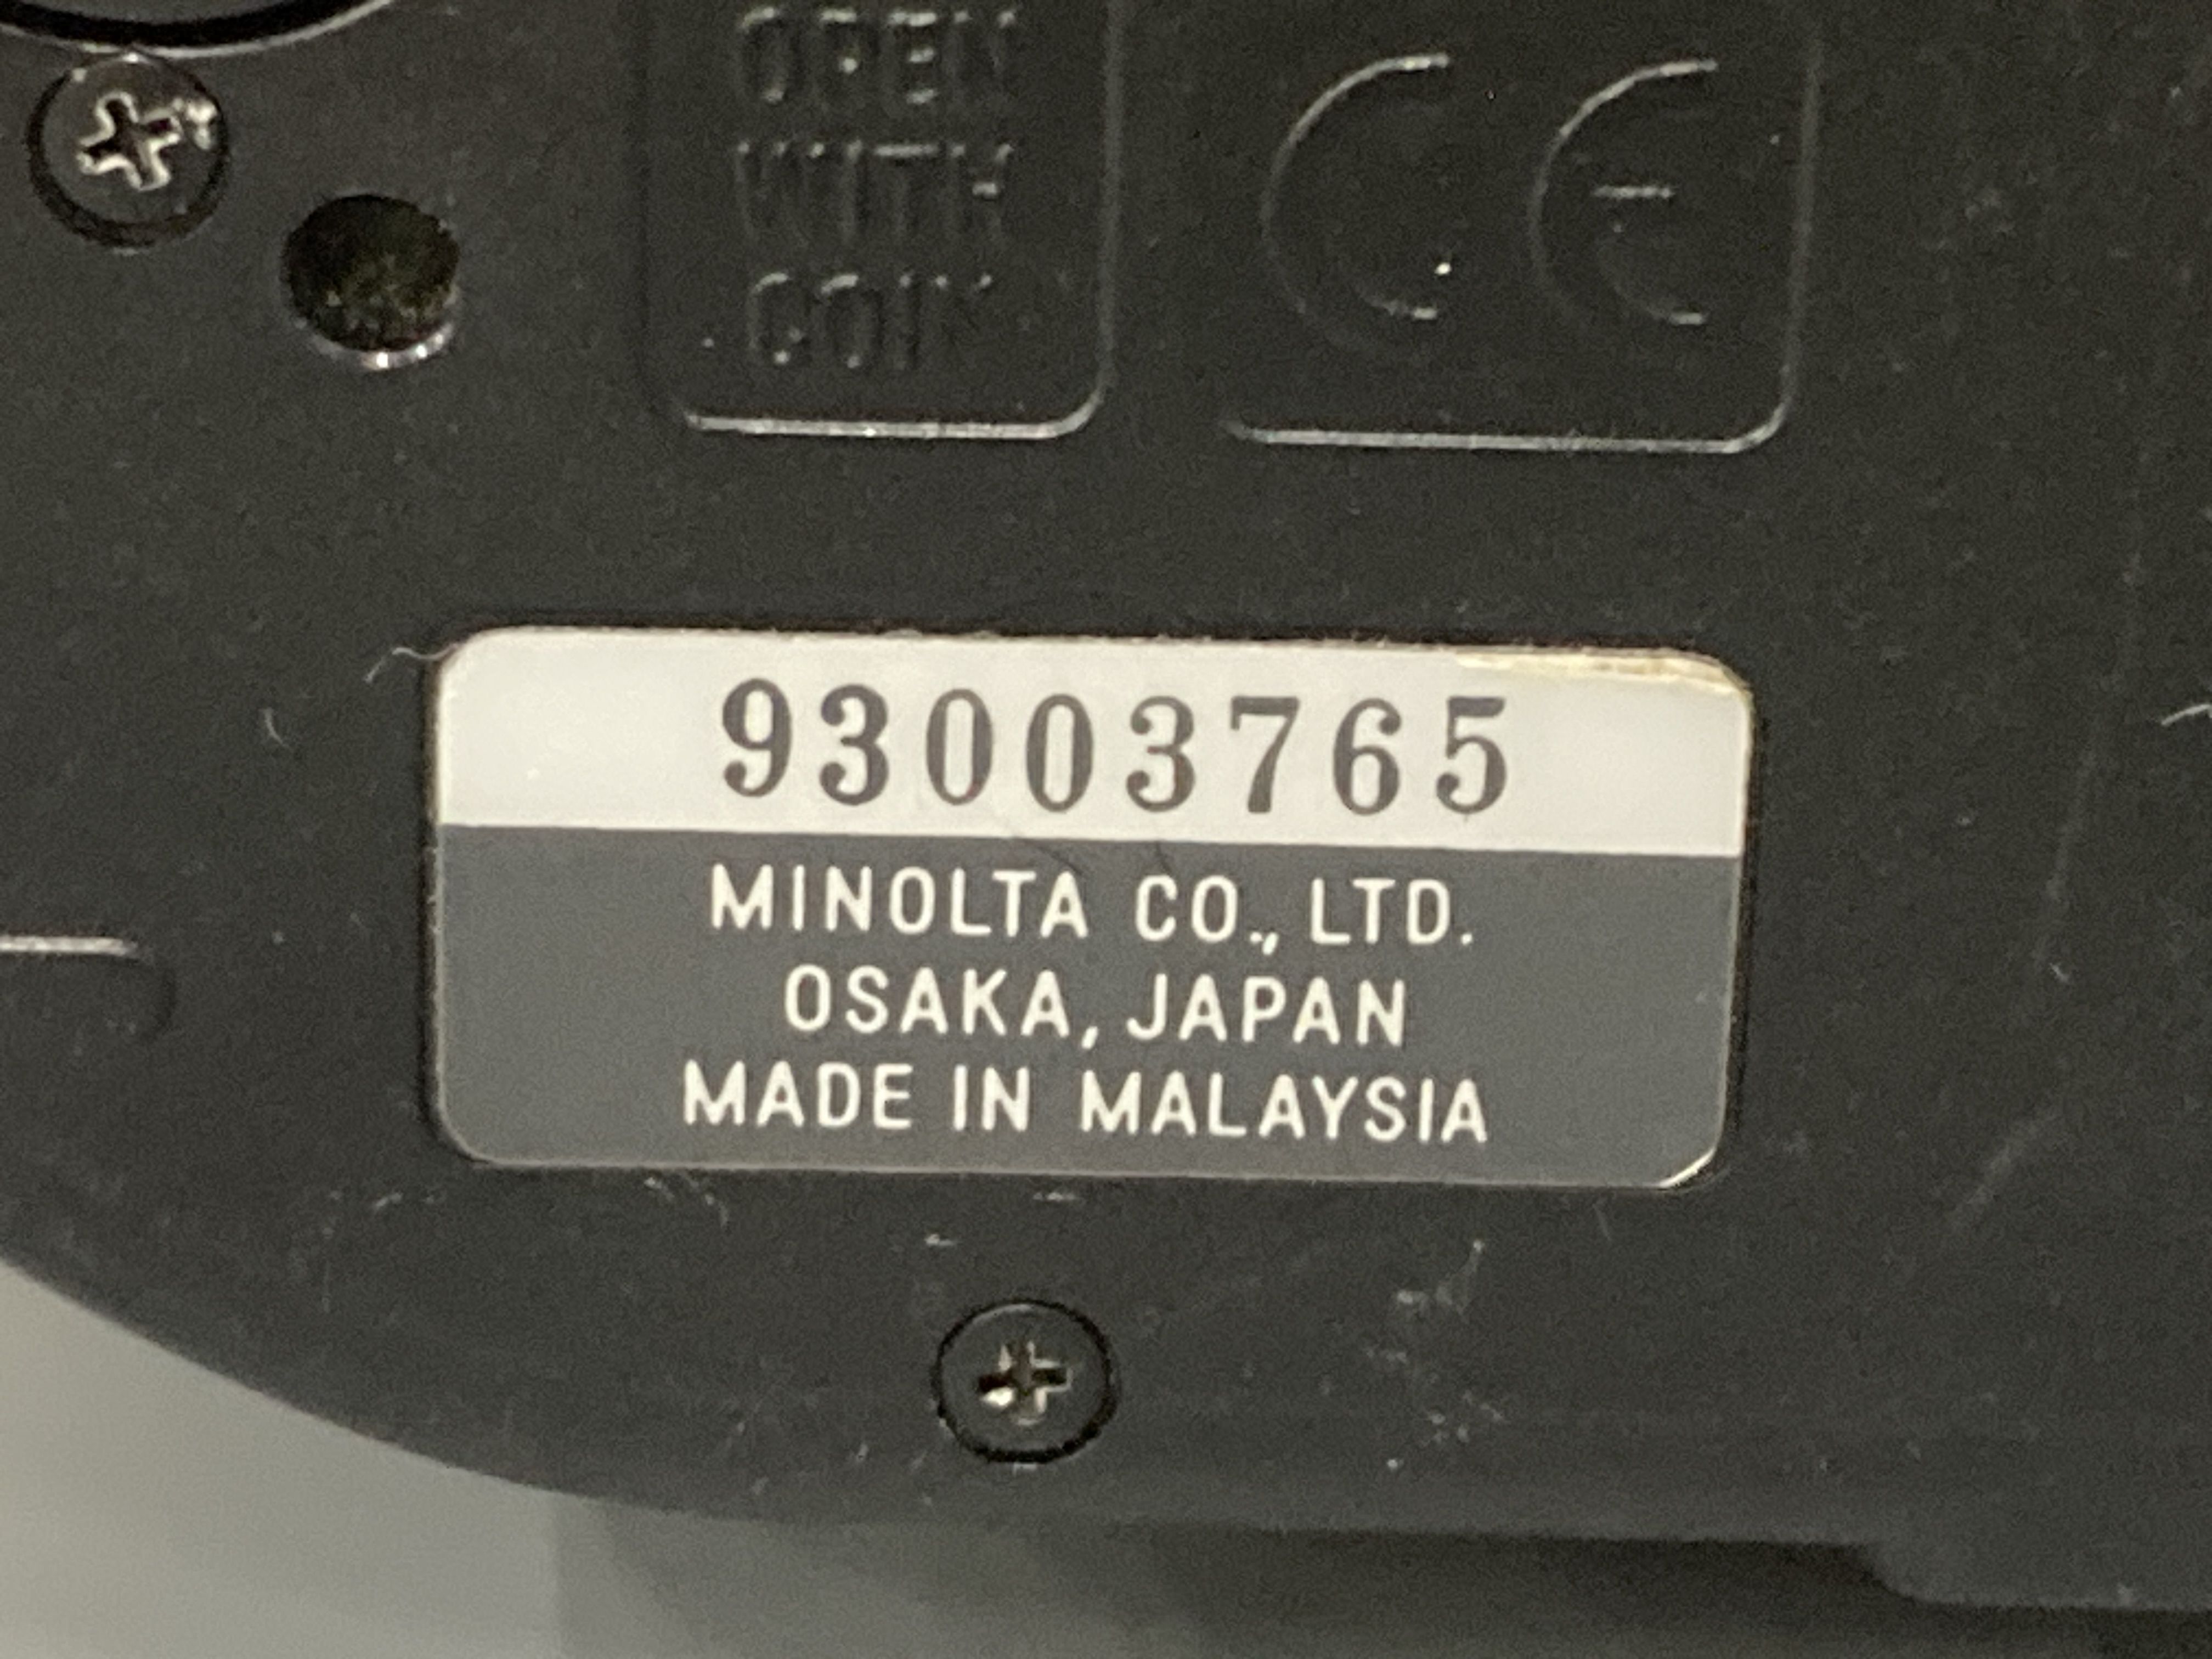 OPEN
WITH
COIN
CE
93003765
MINOLTA CO., LTD.
OSAKA, JAPAN
MADE IN MALAYSIA